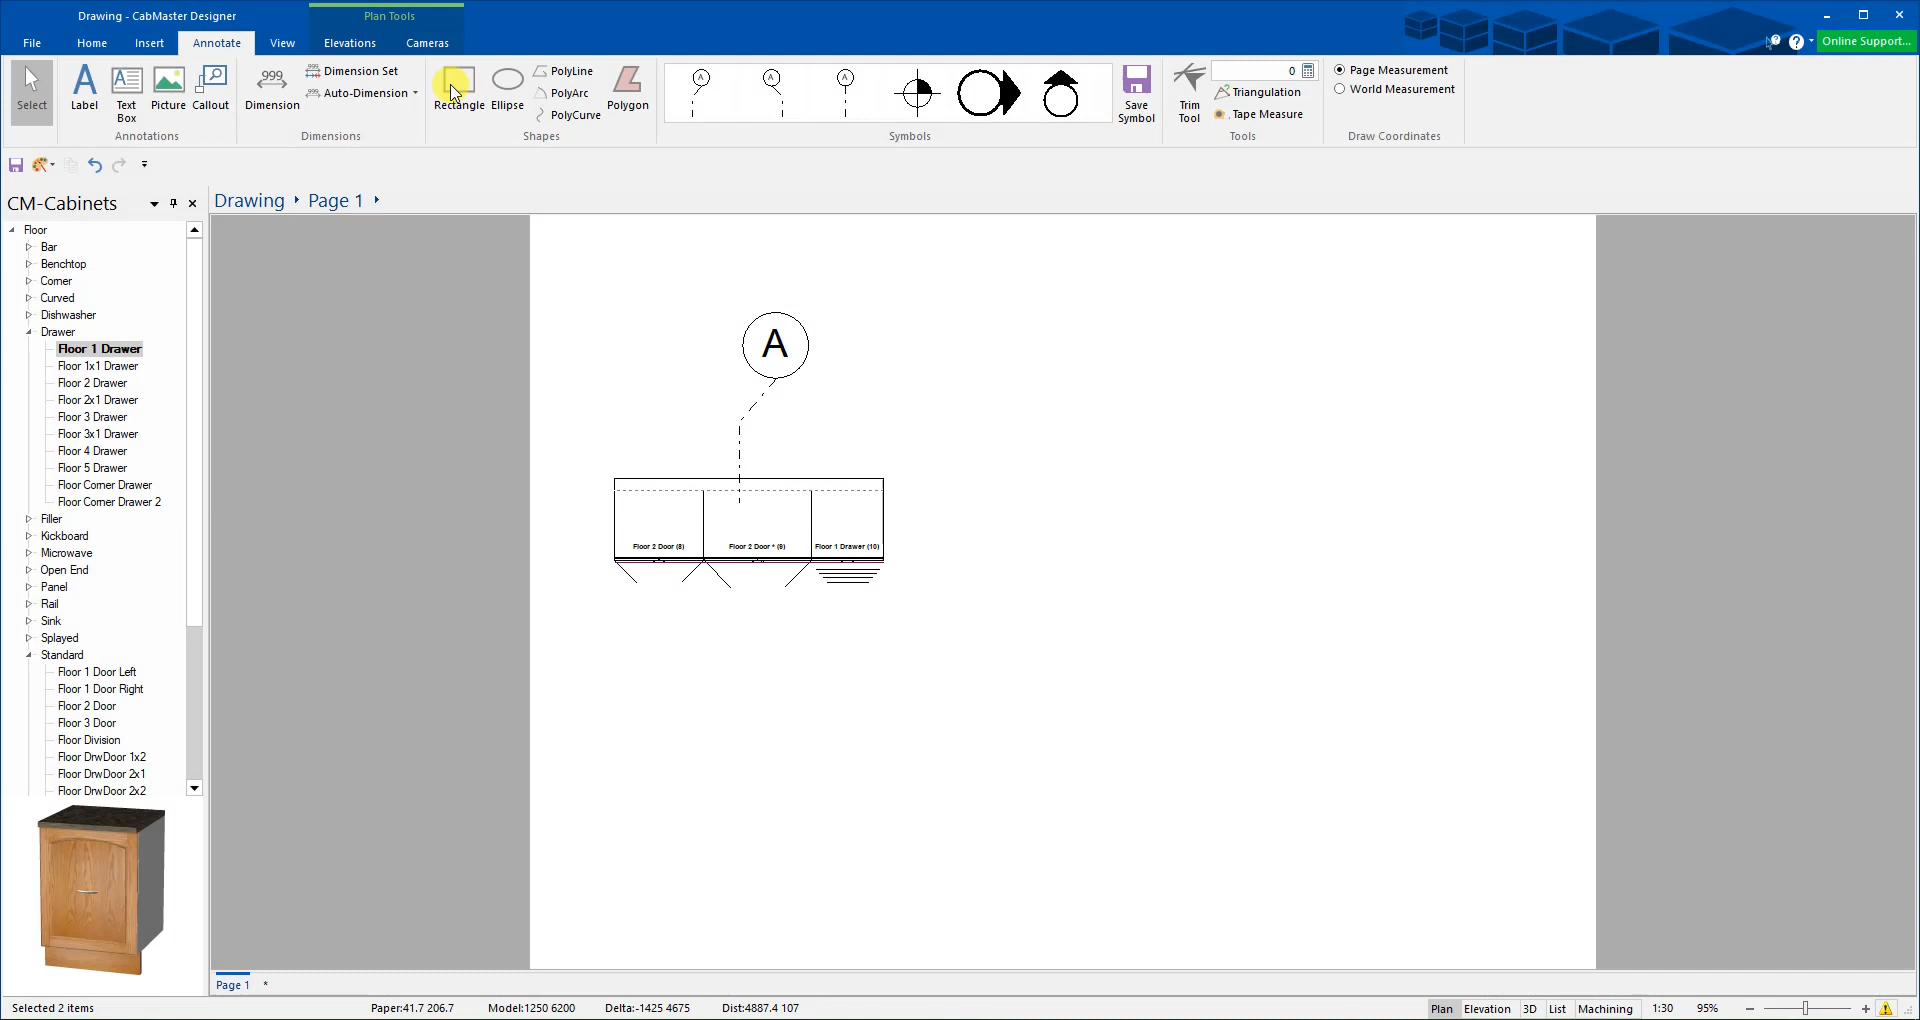 Drawing - CabMaster Designer
Plan Tools
File
Home
Insert
Annotate
View
Elevations
Cameras
Online Support...
Select
Label
Text Box
Picture
Callout
Annotations
999
Dimension
Dimension Set
Auto-Dimension
Dimensions
Rectangle
Ellipse
PolyLine
PolyArc
PolyCurve
Polygon
Shapes
A
A
A
Symbols
Save Symbol
Trim Tool
0
Triangulation
Tape Measure
Tools
Page Measurement
World Measurement
Draw Coordinates
CM-Cabinets
Floor
Bar
Benchtop
Corner
Curved
Dishwasher
Drawer
Floor 1 Drawer
Floor 1x1 Drawer
Floor 2 Drawer
Floor 2x1 Drawer
Floor 3 Drawer
Floor 3x1 Drawer
Floor 4 Drawer
Floor 5 Drawer
Floor Corner Drawer
Floor Corner Drawer 2
Filler
Kickboard
Microwave
Open End
Panel
Rail
Sink
Splayed
Standard
Floor 1 Door Left
Floor 1 Door Right
Floor 2 Door
Floor 3 Door
Floor Division
Floor DrwDoor 1x2
Floor DrwDoor 2x1
Floor DrwDoor 2x2
Drawing
Page 1
A
Floor 2 Door (8)
Floor 2 Door * (9)
Floor 1 Drawer (10)
Page 1
*
Selected 2 items
Paper:41.7 206.7
Model:1250 6200
Delta:-1425 4675
Dist:4887.4 107
Plan
Elevation
3D
List
Machining
1:30
95%